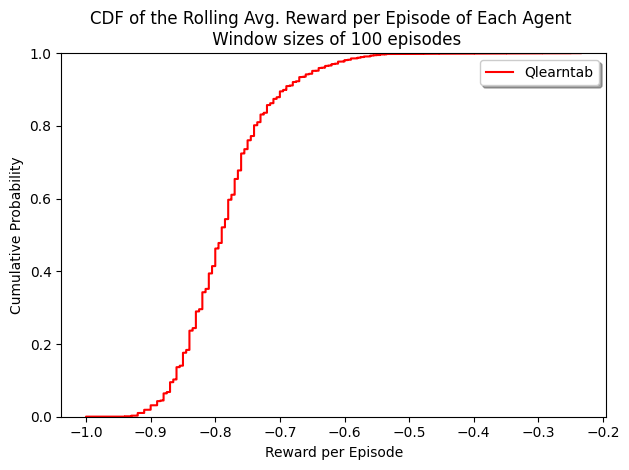 CDF of the Rolling Avg. Reward per Episode of Each Agent
Window sizes of 100 episodes
Qlearntab
Cumulative Probability
1.0
0.8
0.6
0.4
0.2
0.0
−1.0 −0.9 −0.8 −0.7 −0.6 −0.5 −0.4 −0.3 −0.2
Reward per Episode